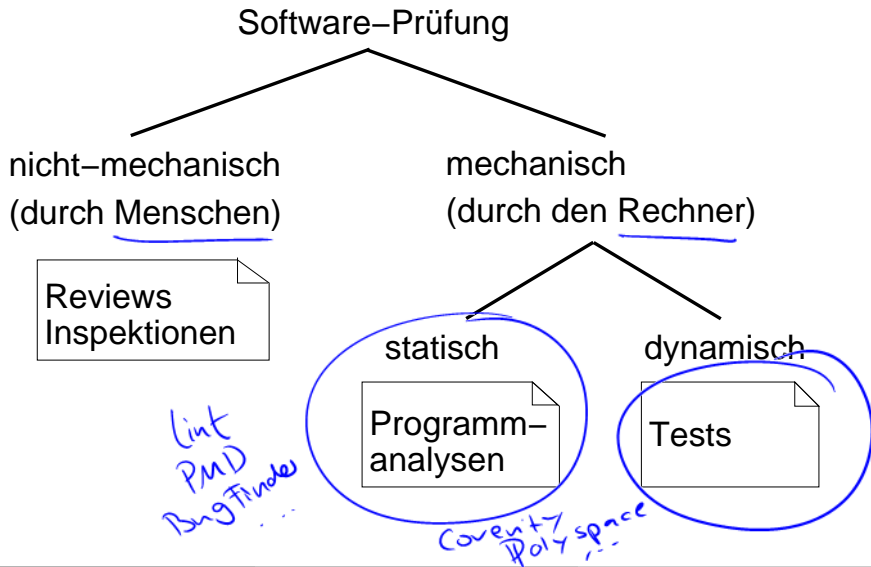 Software–Prüfung
nicht–mechanisch
(durch Menschen)
mechanisch
(durch den Rechner)
Reviews
Inspektionen
statisch
dynamisch
Programm–
analysen
Tests
lint
PMD
BugFinder
...
Coverity
Polyspace
...